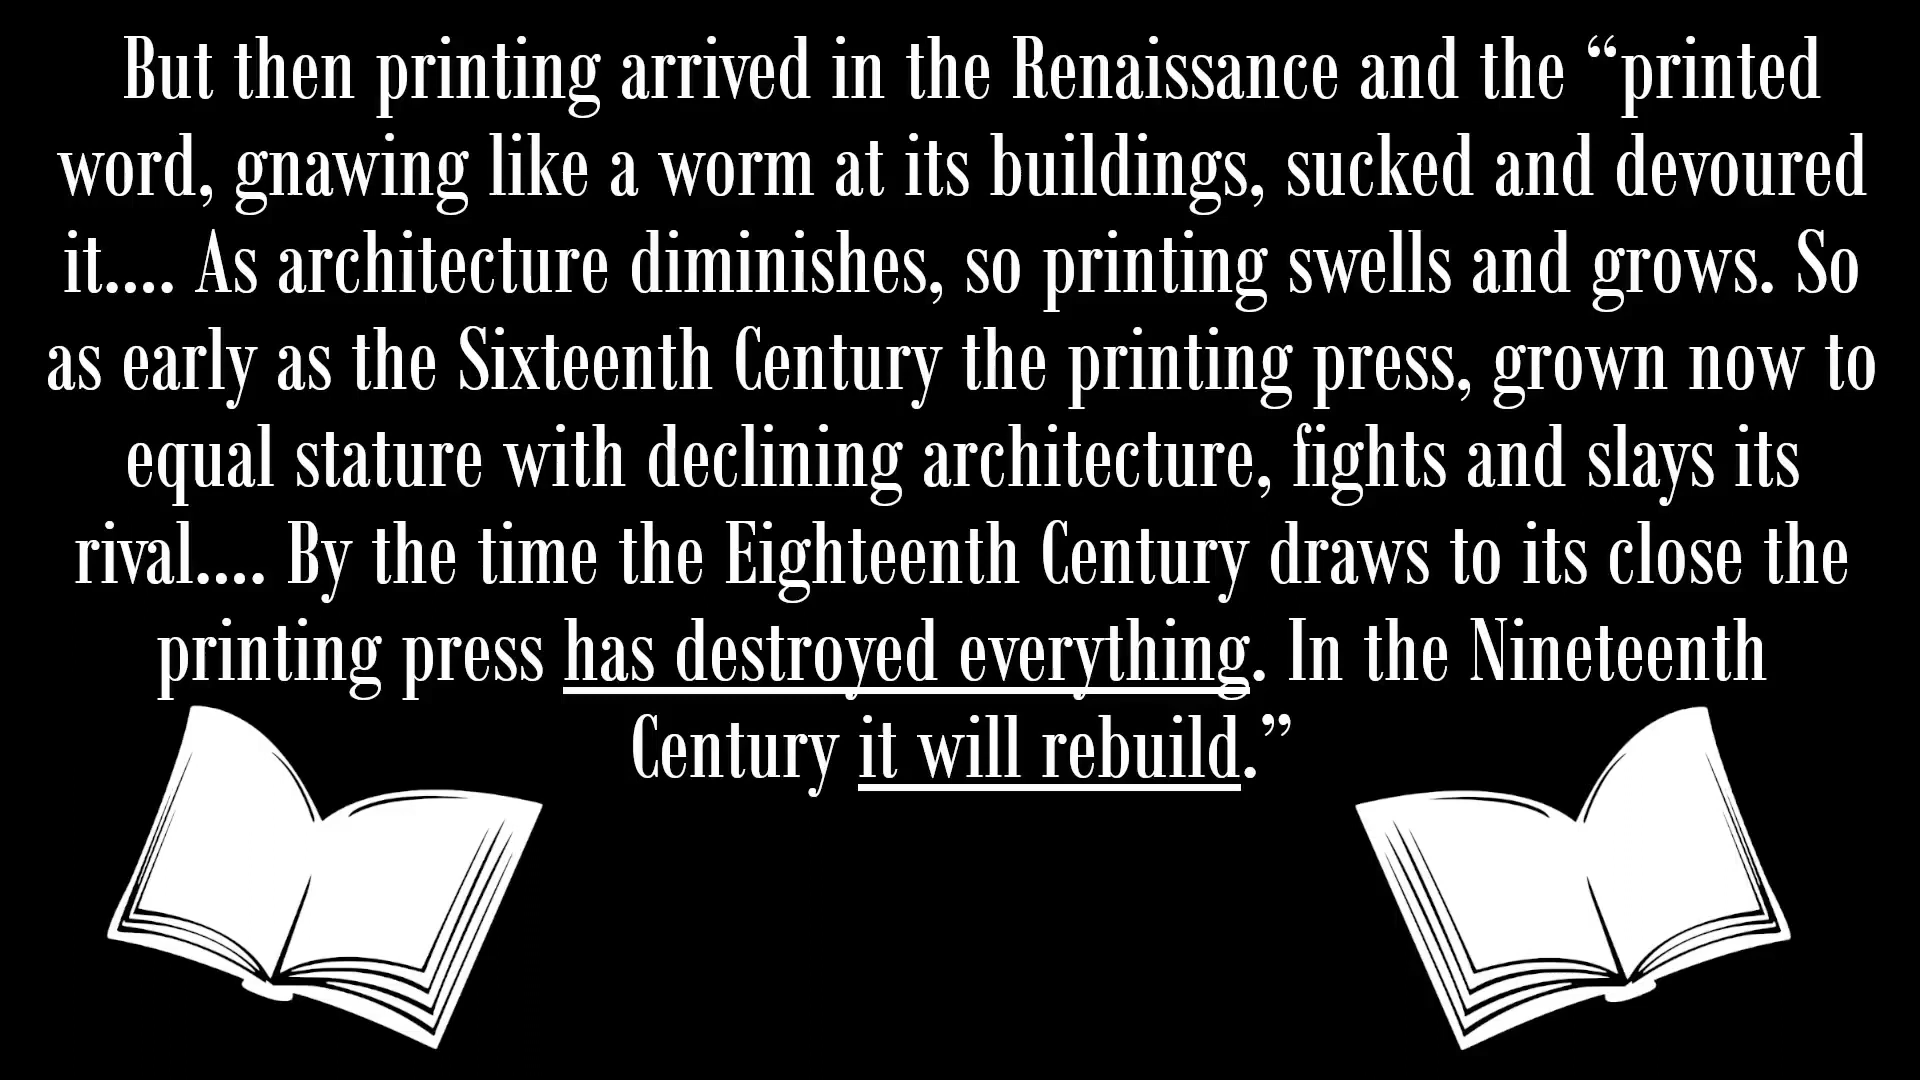 But then printing arrived in the Renaissance and the “printed
word, gnawing like a worm at its buildings, sucked and devoured
it.... As architecture diminishes, so printing swells and grows. So
as early as the Sixteenth Century the printing press, grown now to
equal stature with declining architecture, fights and slays its
rival.... By the time the Eighteenth Century draws to its close the
printing press has destroyed everything. In the Nineteenth
Century it will rebuild.”